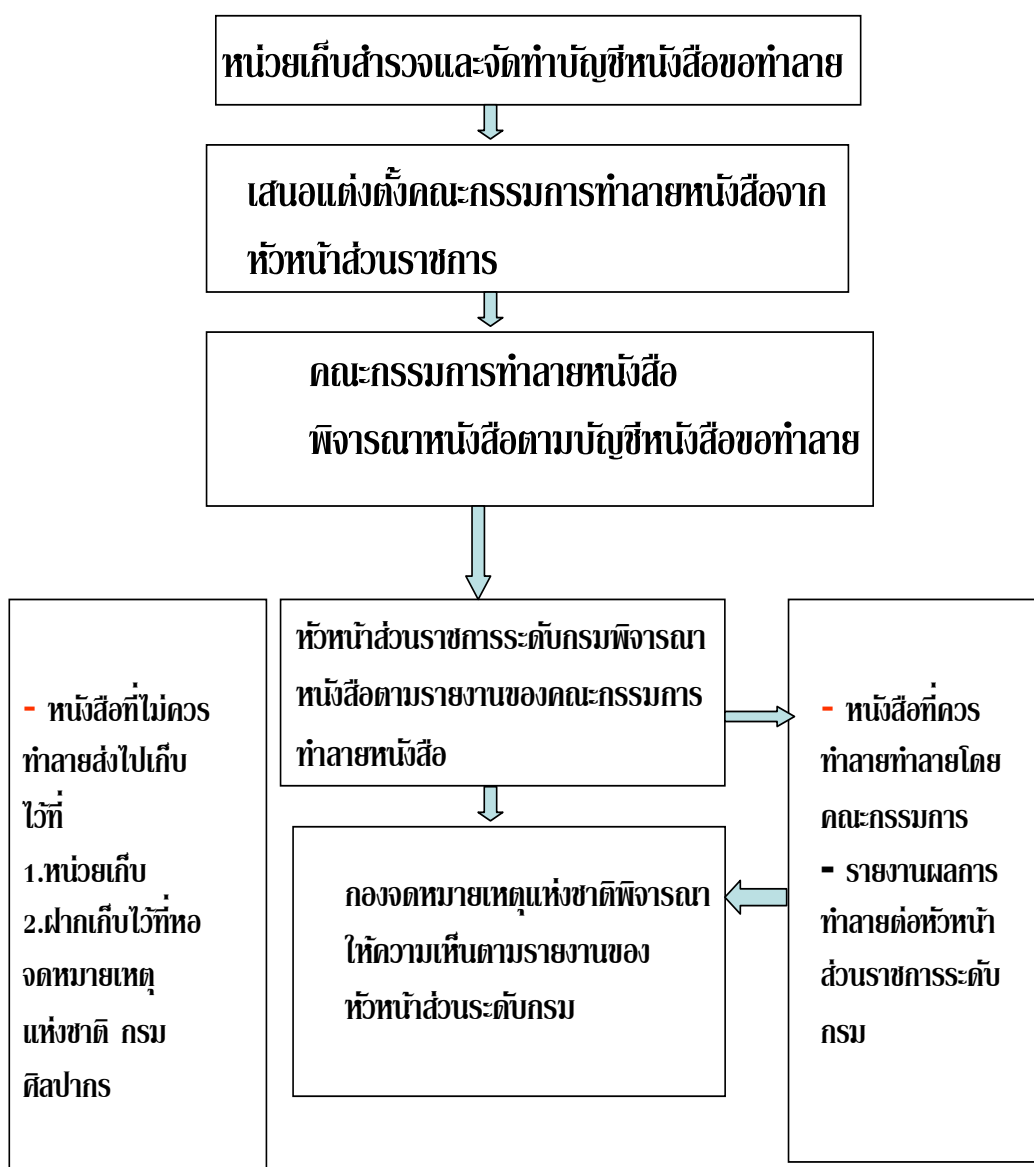 หน่วยเก็บสำรวจและจัดทำบัญชีหนังสือขอทำลาย
เสนอแต่งตั้งคณะกรรมการทำลายหนังสือจาก
หัวหน้าส่วนราชการ
คณะกรรมการทำลายหนังสือ
พิจารณาหนังสือตามบัญชีหนังสือขอทำลาย
หัวหน้าส่วนราชการระดับกรมพิจารณา
หนังสือตามรายงานของคณะกรรมการ
ทำลายหนังสือ
- หนังสือที่ไม่ควร
ทำลายส่งไปเก็บ
ไว้ที่
1.หน่วยเก็บ
2.ฝากเก็บไว้ที่หอ
จดหมายเหตุ
แห่งชาติ กรม
ศิลปากร
- หนังสือที่ควร
ทำลายทำลายโดย
คณะกรรมการ
- รายงานผลการ
ทำลายต่อหัวหน้า
ส่วนราชการระดับ
กรม
กองจดหมายเหตุแห่งชาติพิจารณา
ให้ความเห็นตามรายงานของ
หัวหน้าส่วนระดับกรม